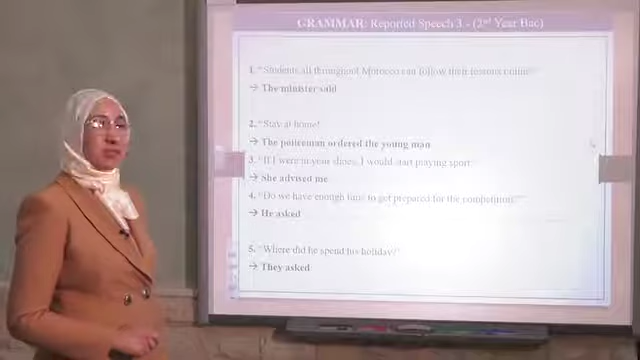 GRAMMAR: Reported Speech 3 - (2nd Year Bac)
1. "Students all throughout Morocco can follow their lessons online"
→ The minister said
2. "Stay at home!
→ The policeman ordered the young man
3. "If I were in your shoes, I would start playing sport"
→ She advised me
4. "Do we have enough time to get prepared for the competition?"
→ He asked
5. "Where did he spend his holiday?"
→ They asked